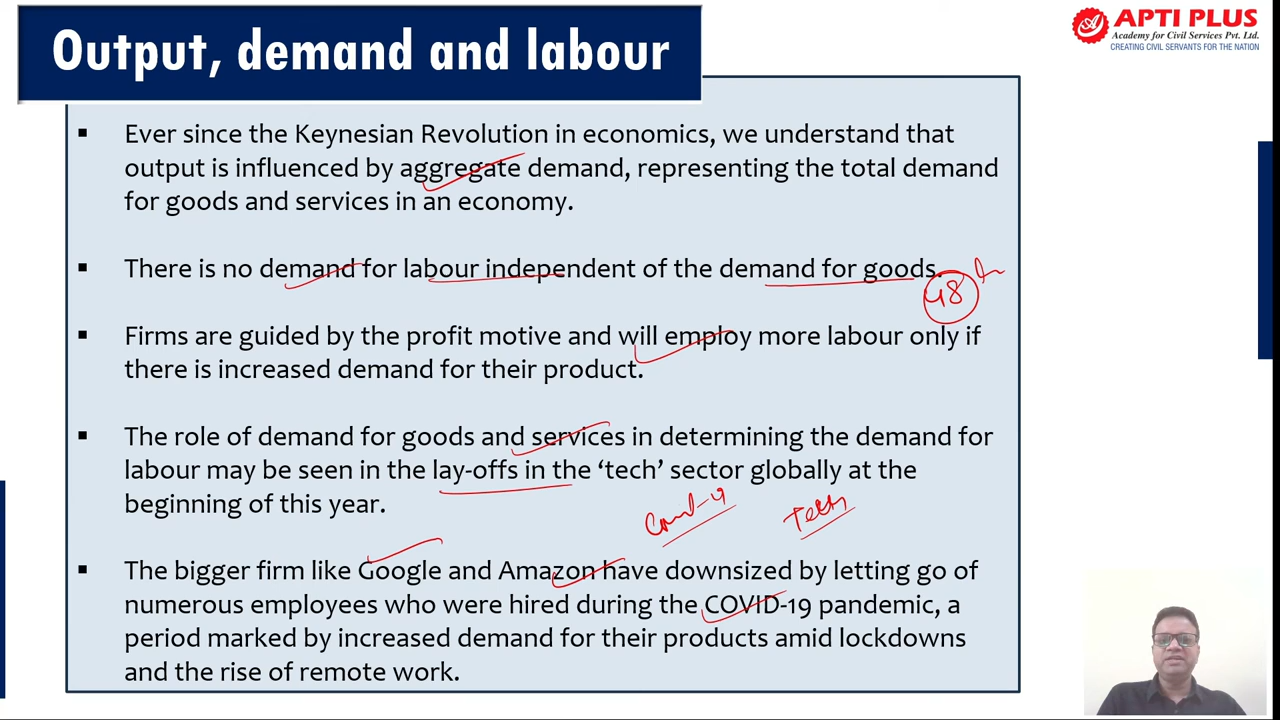 Output, demand and labour
APTI PLUS
Academy for Civil Services Pvt. Ltd.
CREATING CIVIL SERVANTS FOR THE NATION
▪ Ever since the Keynesian Revolution in economics, we understand that
output is influenced by aggregate demand, representing the total demand
for goods and services in an economy.
▪ There is no demand for labour independent of the demand for goods.
48
▪ Firms are guided by the profit motive and will employ more labour only if
there is increased demand for their product.
▪ The role of demand for goods and services in determining the demand for
labour may be seen in the lay-offs in the ‘tech’ sector globally at the
beginning of this year.
Tech
▪ The bigger firm like Google and Amazon have downsized by letting go of
numerous employees who were hired during the COVID-19 pandemic, a
period marked by increased demand for their products amid lockdowns
and the rise of remote work.